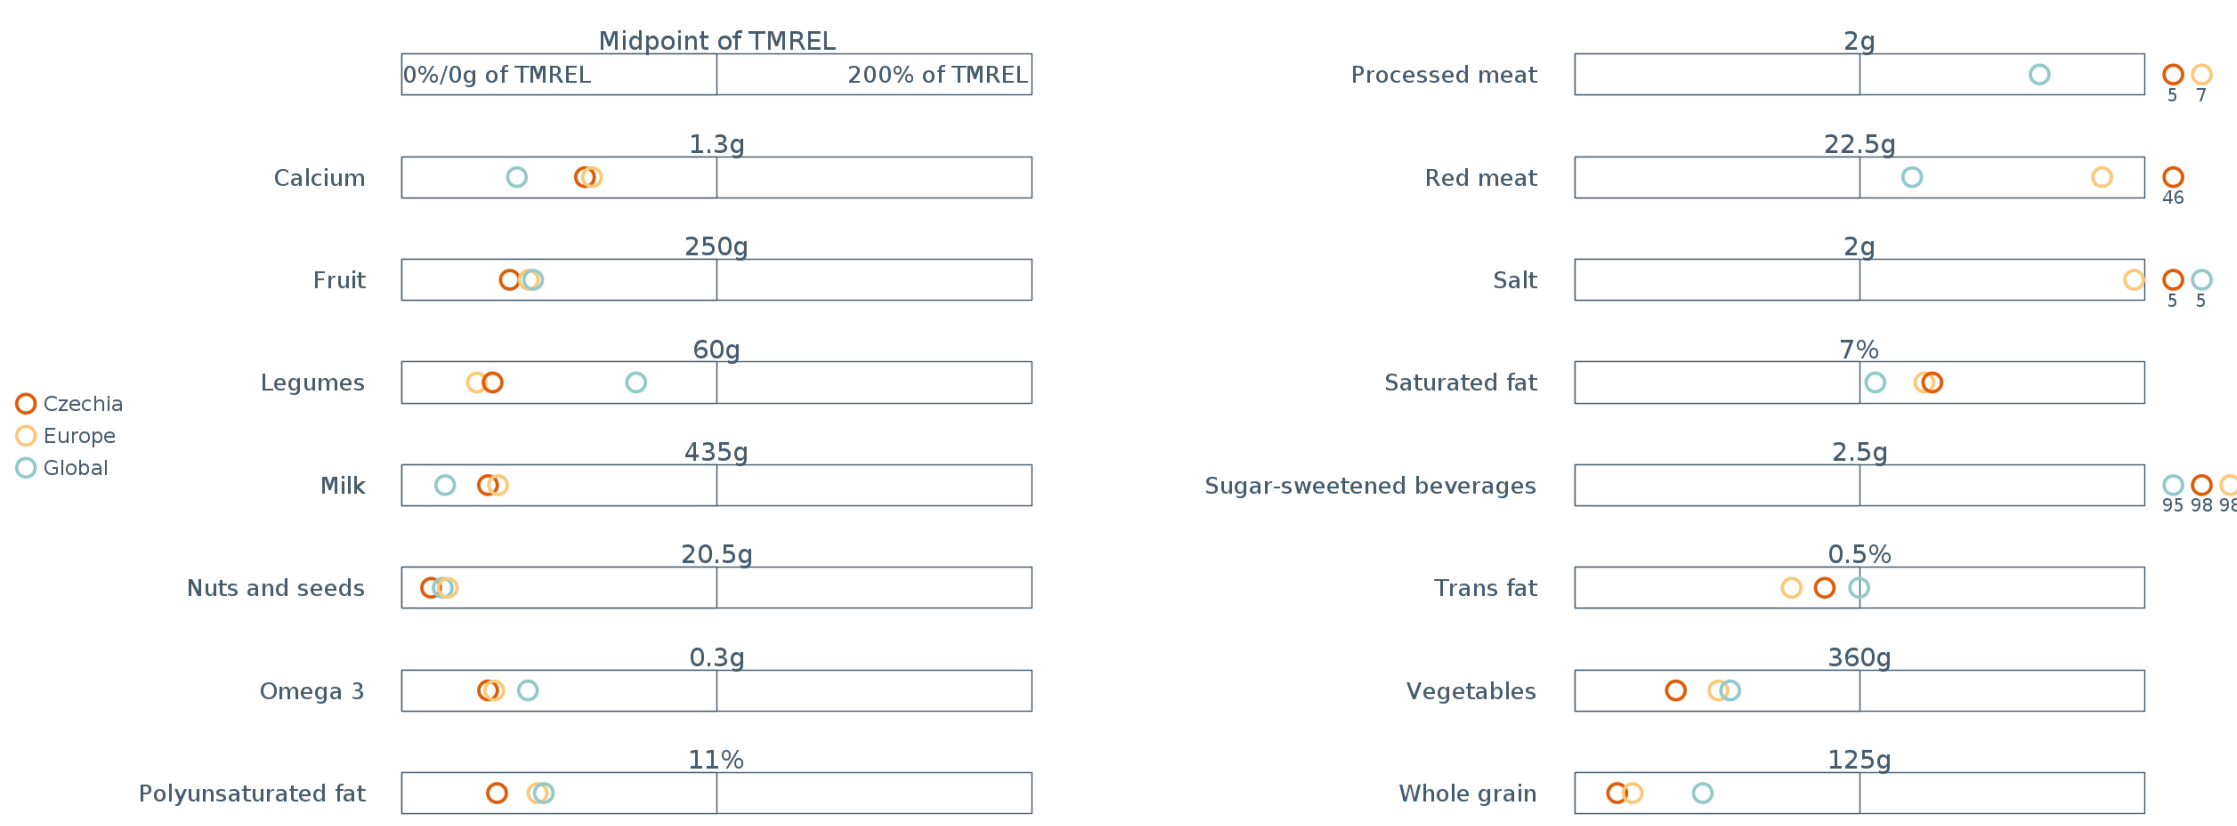 Midpoint of TMREL
0%/0g of TMREL
200% of TMREL
Calcium
1.3g
Fruit
250g
Legumes
60g
Milk
435g
Nuts and seeds
20.5g
Omega 3
0.3g
Polyunsaturated fat
11%
Czechia
Europe
Global
Processed meat
2g
5 7
Red meat
22.5g
46
Salt
2g
5 5
Saturated fat
7%
Sugar-sweetened beverages
2.5g
95 98 98
Trans fat
0.5%
Vegetables
360g
Whole grain
125g